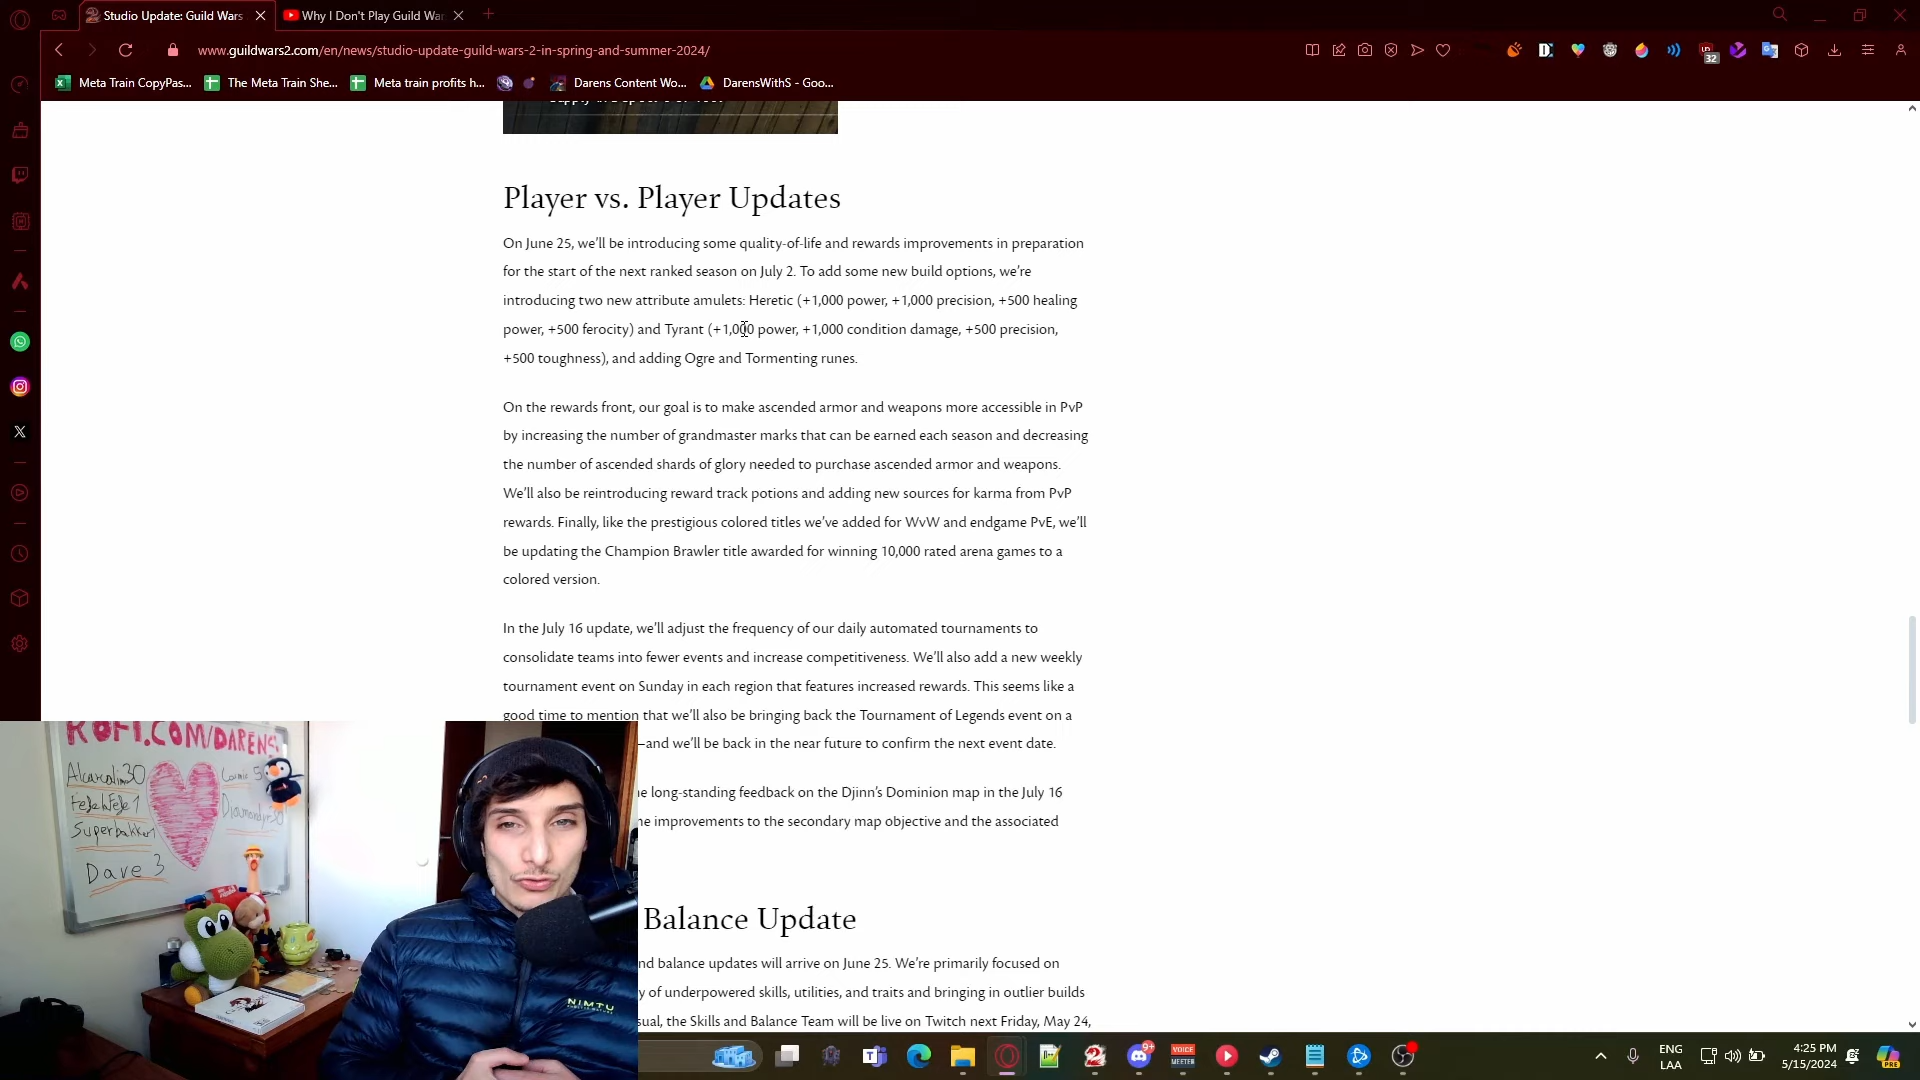 Studio Update: Guild Wars
Why I Don't Play Guild War
www.guildwars2.com/en/news/studio-update-guild-wars-2-in-spring-and-summer-2024/
32
Meta Train CopyPas...
The Meta Train She...
Meta train profits h...
Darens Content Wo...
DarensWithS - Goo...
Player vs. Player Updates
On June 25, we’ll be introducing some quality-of-life and rewards improvements in preparation
for the start of the next ranked season on July 2. To add some new build options, we’re
introducing two new attribute amulets: Heretic (+1,000 power, +1,000 precision, +500 healing
power, +500 ferocity) and Tyrant (+1,000 power, +1,000 condition damage, +500 precision,
+500 toughness), and adding Ogre and Tormenting runes.
On the rewards front, our goal is to make ascended armor and weapons more accessible in PvP
by increasing the number of grandmaster marks that can be earned each season and decreasing
the number of ascended shards of glory needed to purchase ascended armor and weapons.
We’ll also be reintroducing reward track potions and adding new sources for karma from PvP
rewards. Finally, like the prestigious colored titles we’ve added for WvW and endgame PvE, we’ll
be updating the Champion Brawler title awarded for winning 10,000 rated arena games to a
colored version.
In the July 16 update, we’ll adjust the frequency of our daily automated tournaments to
consolidate teams into fewer events and increase competitiveness. We’ll also add a new weekly
tournament event on Sunday in each region that features increased rewards. This seems like a
good time to mention that we’ll also be bringing back the Tournament of Legends event on a
—and we’ll be back in the near future to confirm the next event date.
long-standing feedback on the Djinn’s Dominion map in the July 16
improvements to the secondary map objective and the associated
Balance Update
balance updates will arrive on June 25. We’re primarily focused on
of underpowered skills, utilities, and traits and bringing in outlier builds
the Skills and Balance Team will be live on Twitch next Friday, May 24,
KOFI.COM/DARENS
Alcarolin30
Superbakker1
Dave 3
NIMTU
VOICE
MEETER
9+
ENG
LAA
4:25 PM
5/15/2024
PRE